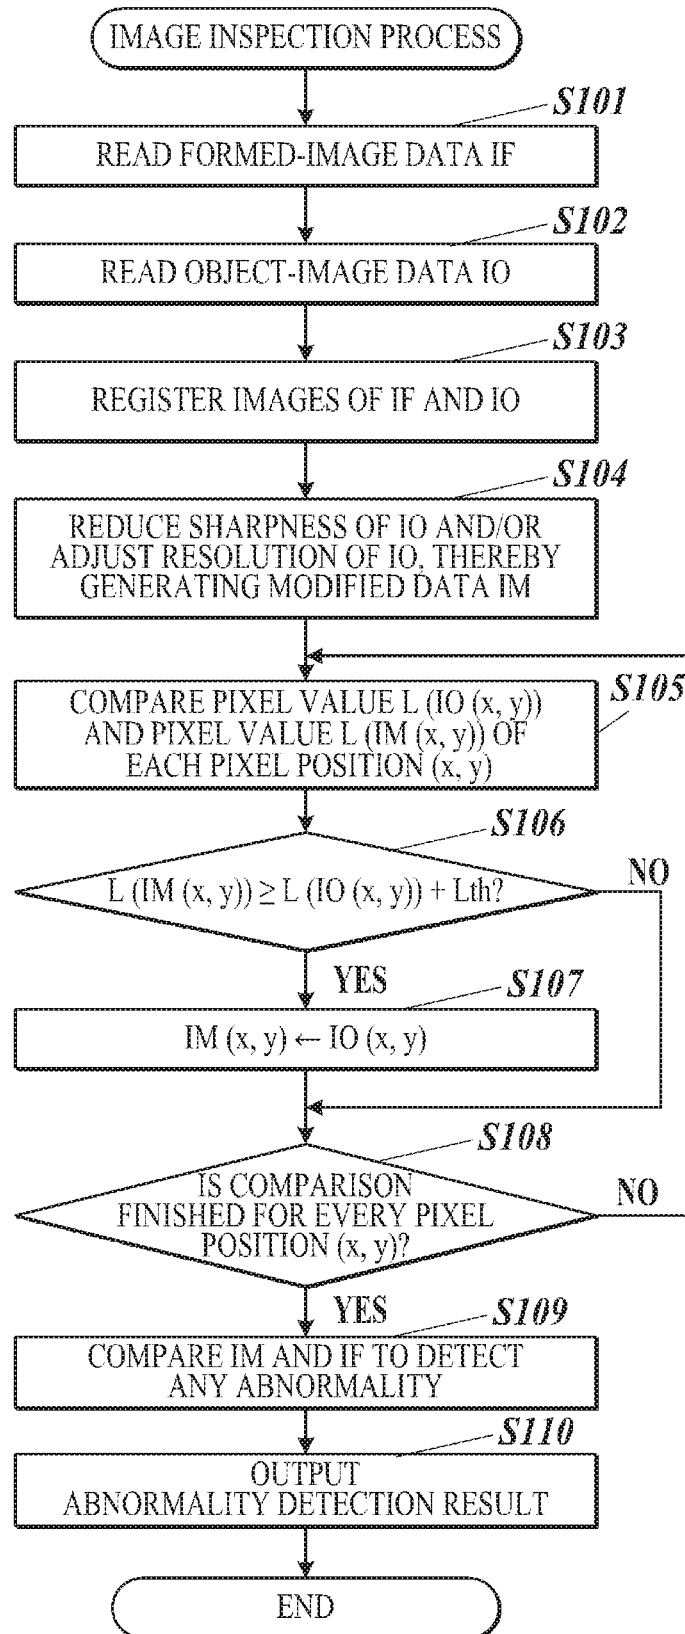 IMAGE INSPECTION PROCESS
S101
READ FORMED-IMAGE DATA IF
S102
READ OBJECT-IMAGE DATA IO
S103
REGISTER IMAGES OF IF AND IO
S104
REDUCE SHARPNESS OF IO AND/OR
ADJUST RESOLUTION OF IO, THEREBY
GENERATING MODIFIED DATA IM
S105
COMPARE PIXEL VALUE L (IO (x, y))
AND PIXEL VALUE L (IM (x, y)) OF
EACH PIXEL POSITION (x, y)
S106
L (IM (x, y)) ≥ L (IO (x, y)) + Lth?
NO
YES
S107
IM (x, y) ← IO (x, y)
S108
IS COMPARISON
FINISHED FOR EVERY PIXEL
POSITION (x, y)?
NO
YES
S109
COMPARE IM AND IF TO DETECT
ANY ABNORMALITY
S110
OUTPUT
ABNORMALITY DETECTION RESULT
END